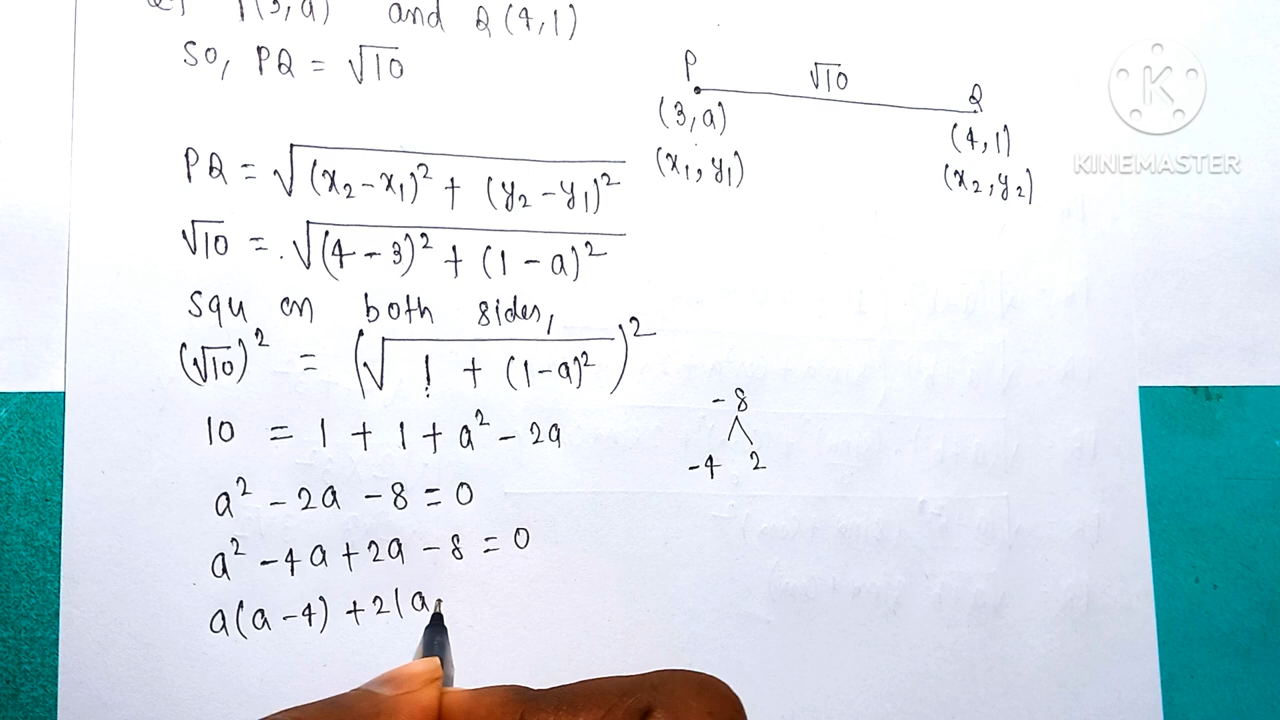 P(3,a) and Q(4,1)
So, PQ = √10
P √10 Q
(3,a) (4,1)
(x₁,y₁) (x₂,y₂)
K
KINEMASTER
PQ = √((x₂-x₁)² + (y₂-y₁)²)
√10 = √((4-3)² + (1-a)²)
Squ on both sides,
(√10)² = (√(1 + (1-a)²))²
10 = 1 + 1 + a² - 2a
-8
-4 2
a² - 2a - 8 = 0
a² - 4a + 2a - 8 = 0
a(a-4) + 2(a